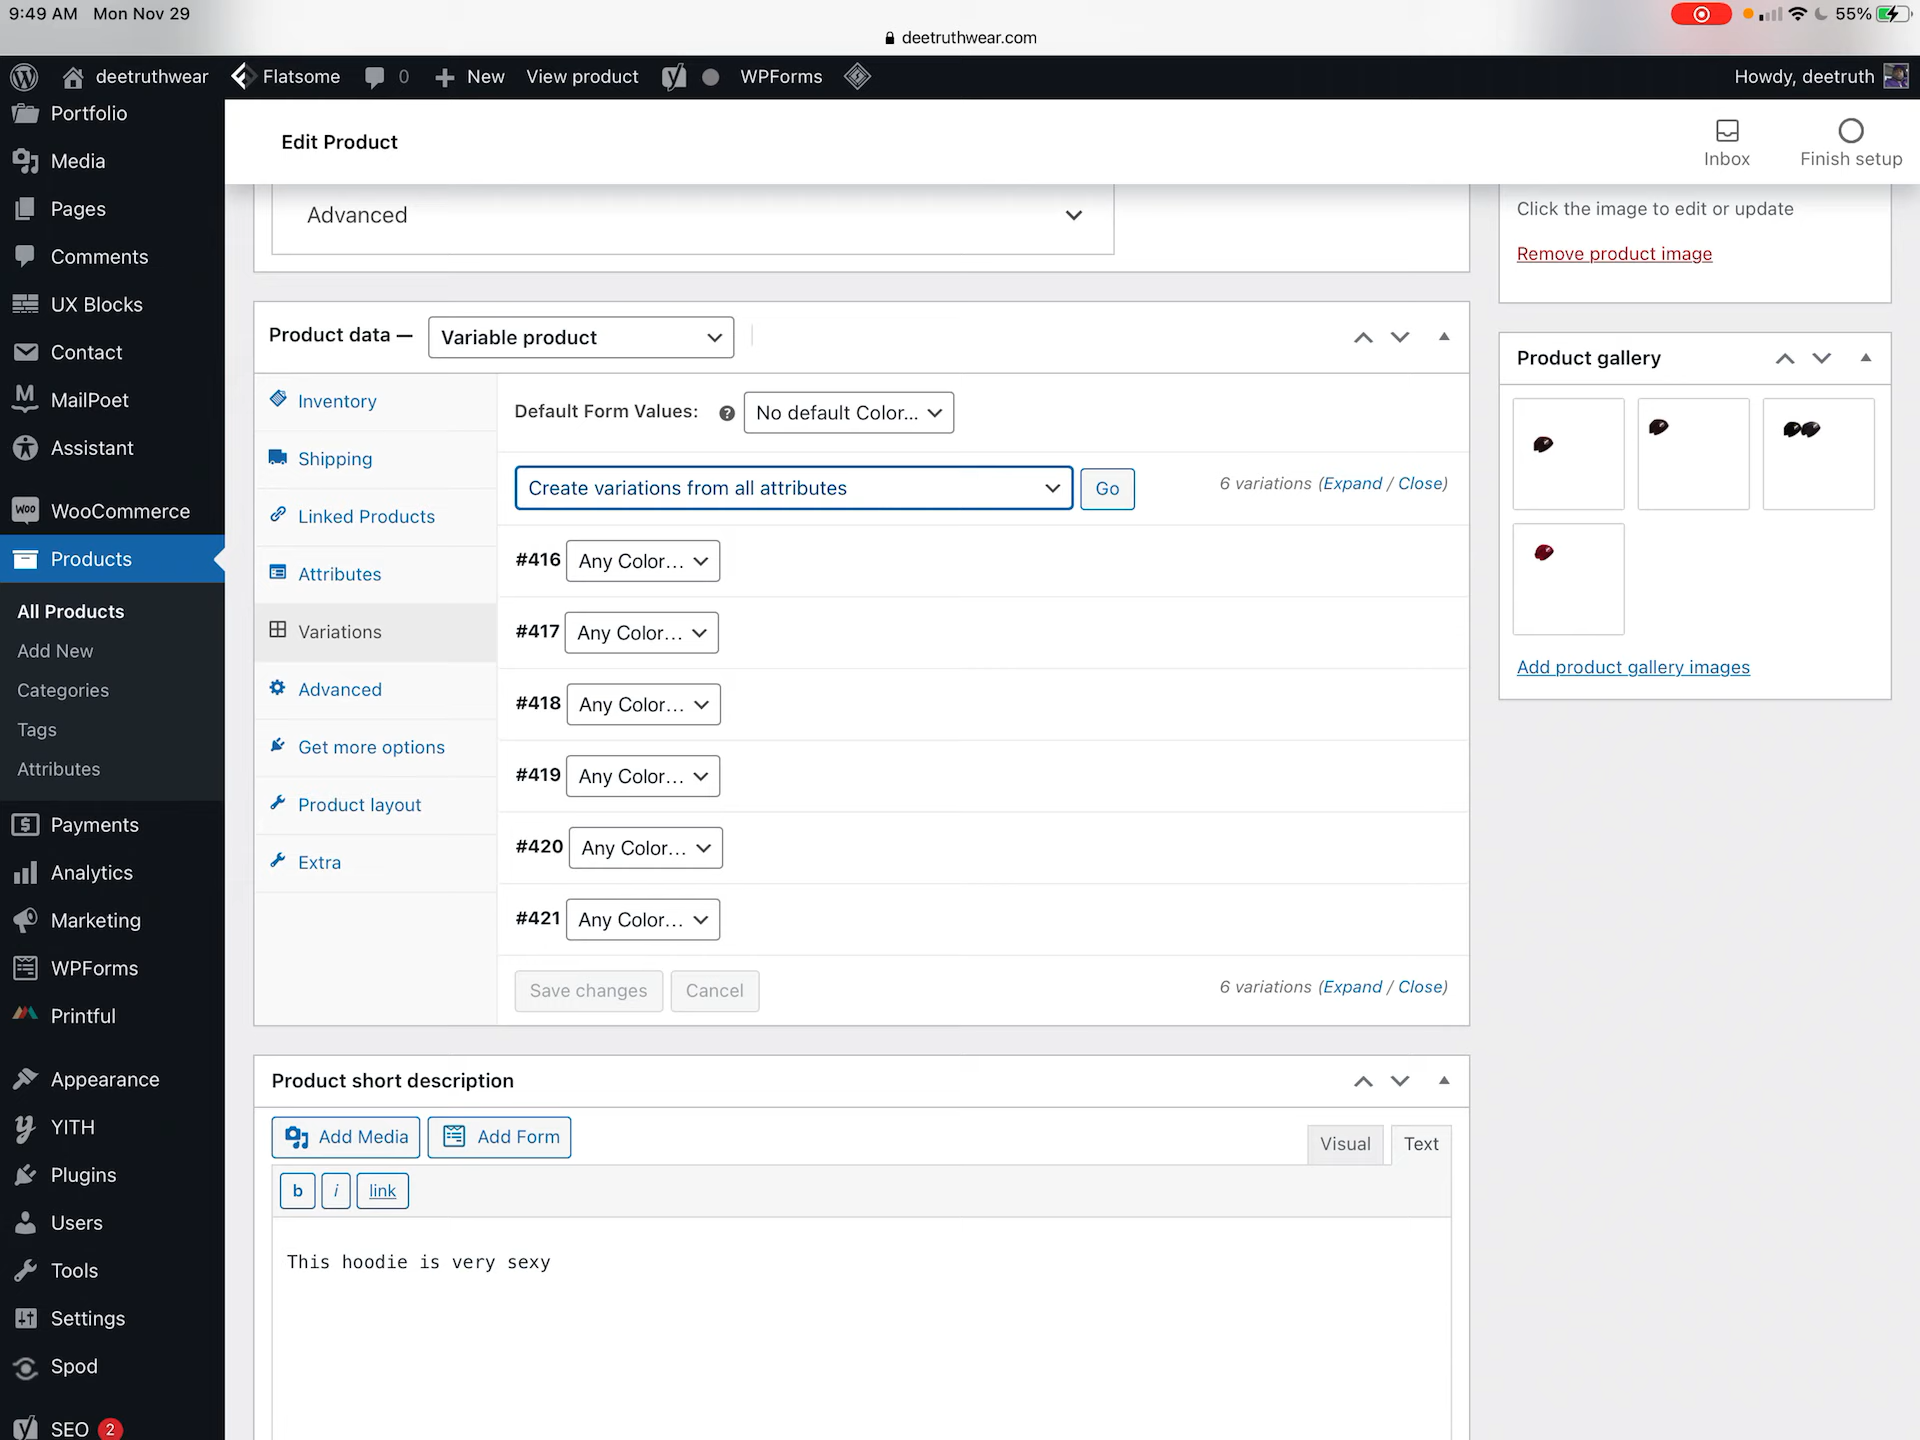 9:49 AM Mon Nov 29
55%
deetruthwear.com
deetruthwear
Flatsome
0
New
View product
WPForms
Howdy, deetruth
Portfolio
Media
Pages
Comments
UX Blocks
Contact
MailPoet
Assistant
WooCommerce
Products
All Products
Add New
Categories
Tags
Attributes
Payments
Analytics
Marketing
WPForms
Printful
Appearance
YITH
Plugins
Users
Tools
Settings
Spod
SEO 2
Edit Product
Inbox
Finish setup
Advanced
Product data —
Variable product
Inventory
Shipping
Linked Products
Attributes
Variations
Advanced
Get more options
Product layout
Extra
Default Form Values:
No default Color...
Create variations from all attributes
Go
6 variations (Expand / Close)
#416 Any Color...
#417 Any Color...
#418 Any Color...
#419 Any Color...
#420 Any Color...
#421 Any Color...
Save changes
Cancel
6 variations (Expand / Close)
Product short description
Add Media
Add Form
Visual
Text
b
i
link
This hoodie is very sexy
Click the image to edit or update
Remove product image
Product gallery
Add product gallery images